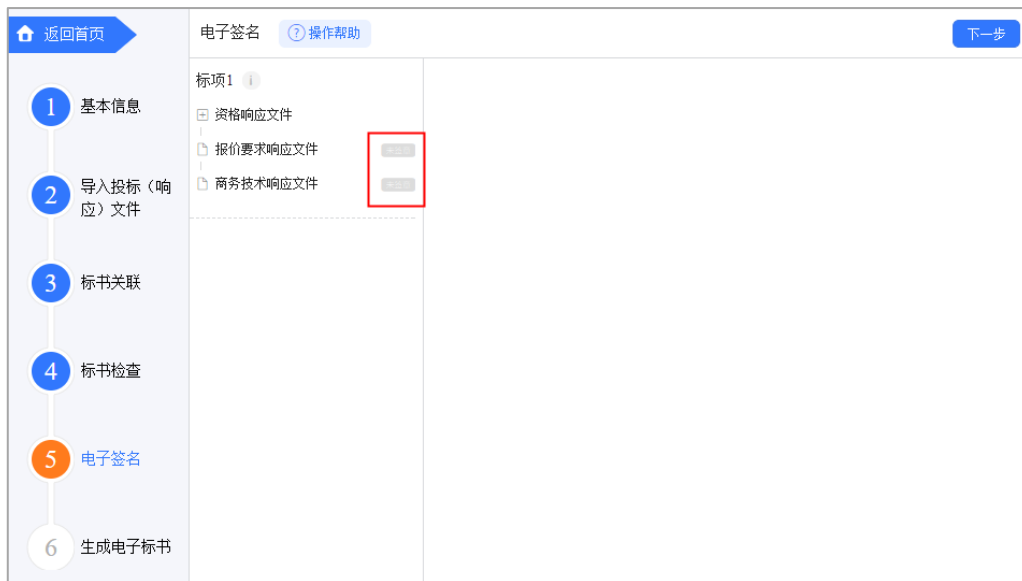 返回首页
电子签名
? 操作帮助
下一步
标项1 i
资格响应文件
报价要求响应文件
商务技术响应文件
1 基本信息
2 导入投标（响
应）文件
3 标书关联
4 标书检查
5 电子签名
6 生成电子标书